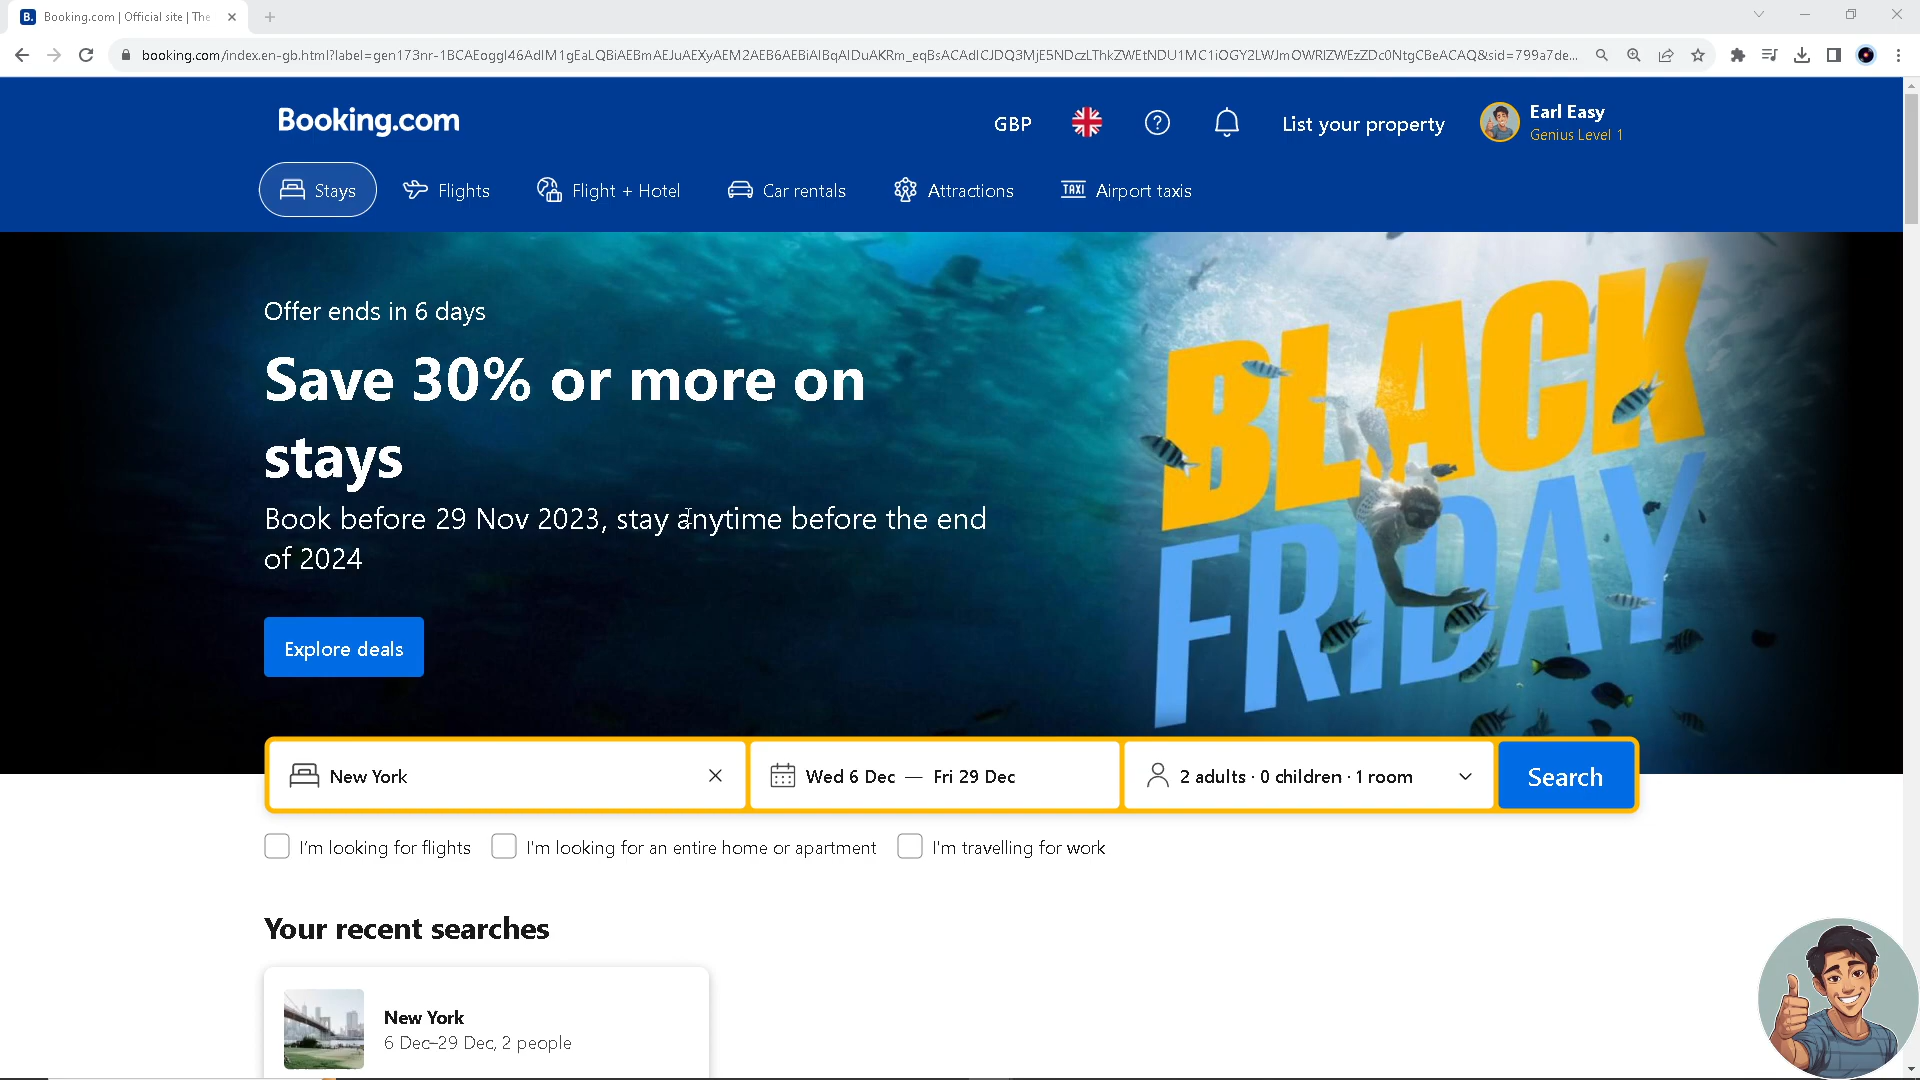 Booking.com | Official site | The
booking.com/index.en-gb.html?label=gen173nr-1BCAEoggI46AdIM1gEaLQBiAEBmAEJuAEXyAEM2AEB6AEBiAIBqAIDuAKRm_eqBsACAdICJDQ3MjE5NDczLThkZWEtNDU1MC1iOGY2LWJmOWRlZWEzZDc0NtgCBeACAQ&sid=799a7de...
Booking.com
GBP
List your property
Earl Easy
Genius Level 1
Stays
Flights
Flight + Hotel
Car rentals
Attractions
TAXI
Airport taxis
Offer ends in 6 days
Save 30% or more on
stays
Book before 29 Nov 2023, stay anytime before the end
of 2024
Explore deals
BLACK
FRIDAY
New York
Wed 6 Dec — Fri 29 Dec
2 adults · 0 children · 1 room
Search
I'm looking for flights
I'm looking for an entire home or apartment
I'm travelling for work
Your recent searches
New York
6 Dec–29 Dec, 2 people